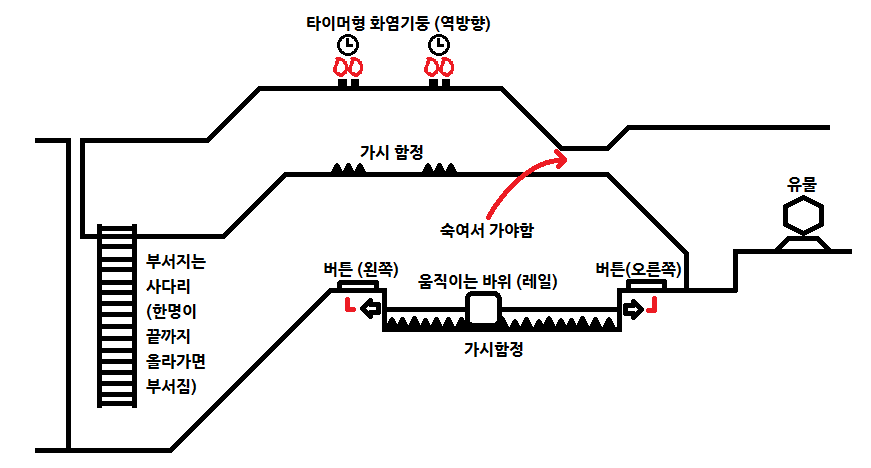 타이머형 화염기둥 (역방향)
가시 함정
숙여서 가야함
유물
부서지는
사다리
(한명이
끝까지
올라가면
부서짐)
버튼 (왼쪽)
움직이는 바위 (레일)
버튼(오른쪽)
가시함정